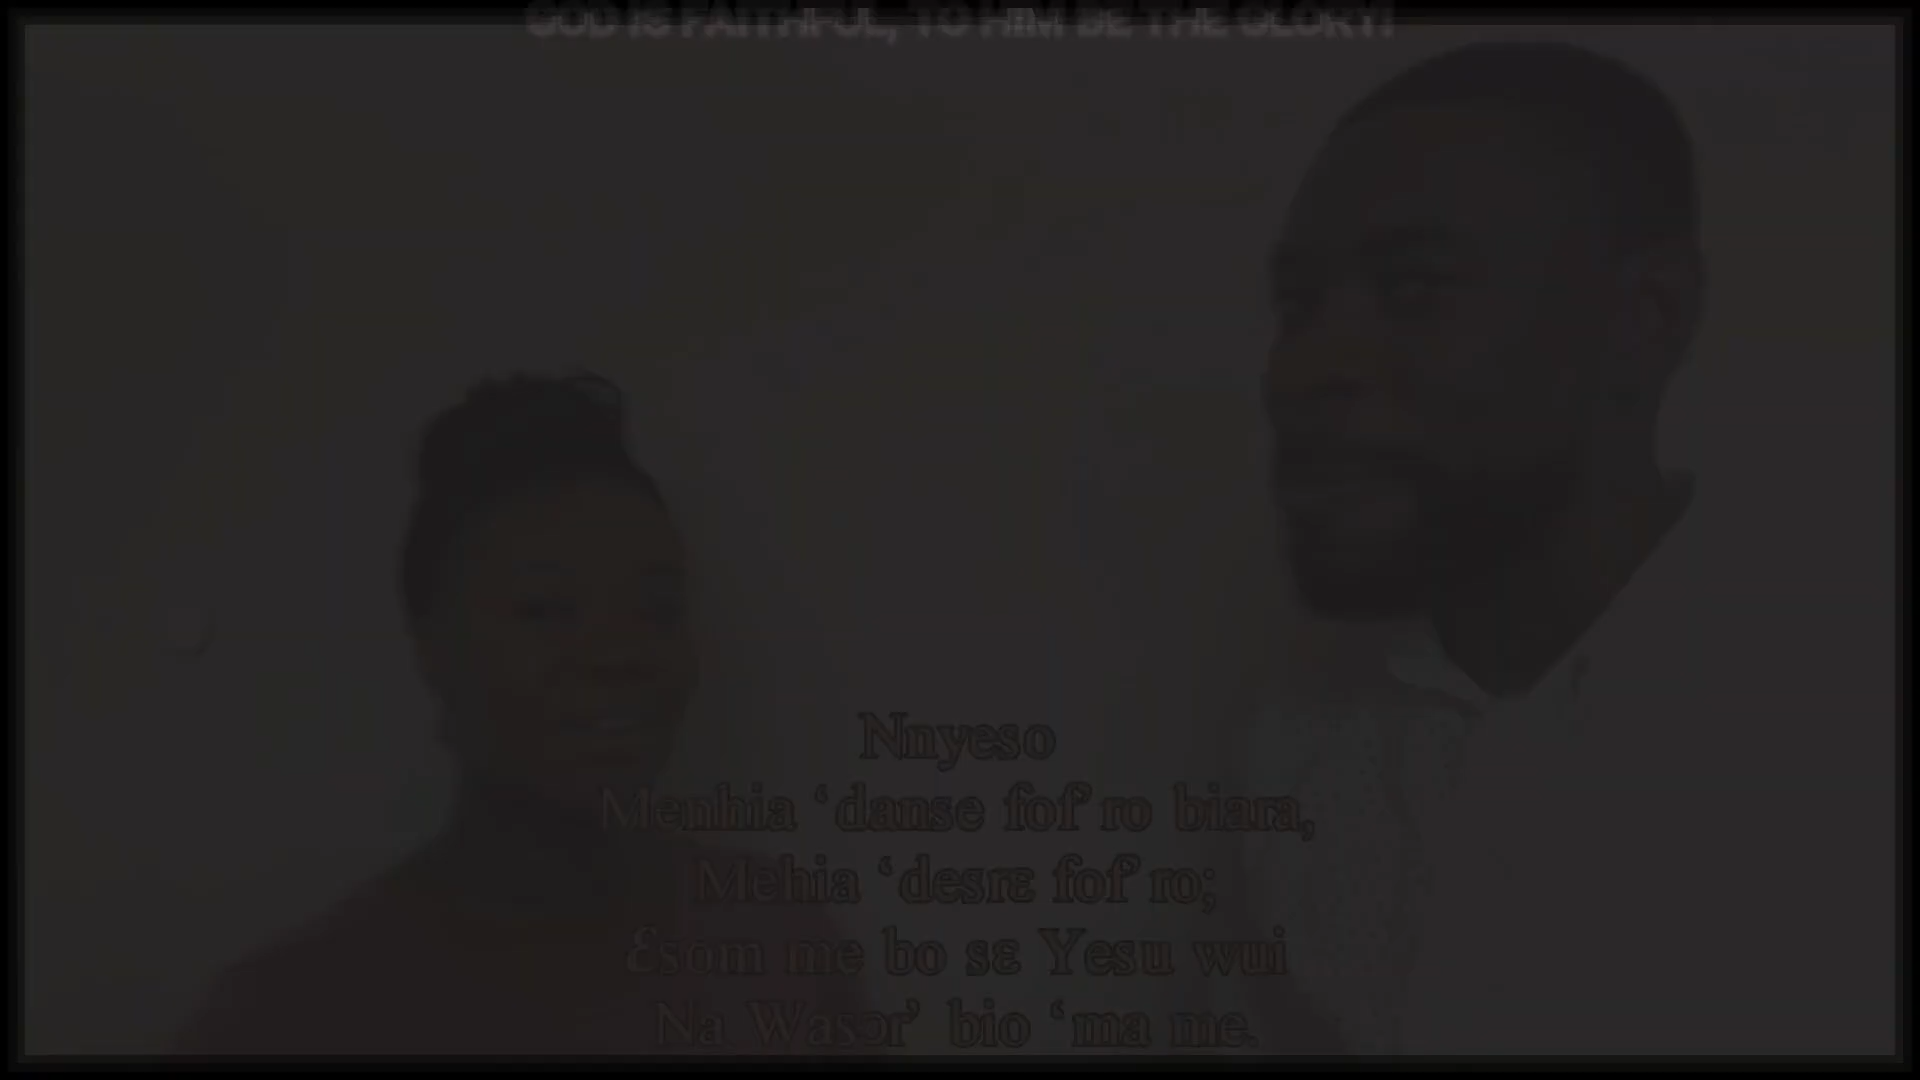 GOD IS FAITHFUL, TO HIM BE THE GLORY!
Nnyeso
Menhia ‘danse fof’ ro biara,
Mehia ‘desrɛ fof’ ro;
Ɛsom me bo sɛ Yesu wui
Na Wasɔr’ bio ‘ma me.